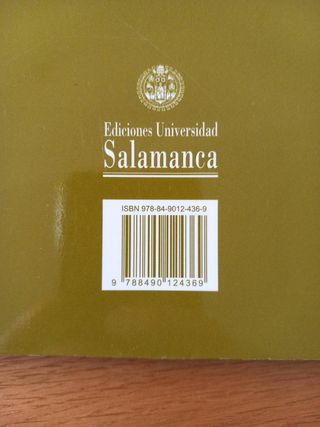 Ediciones Universidad
Salamanca
ISBN 978-84-9012-436-9
9 788490 124369